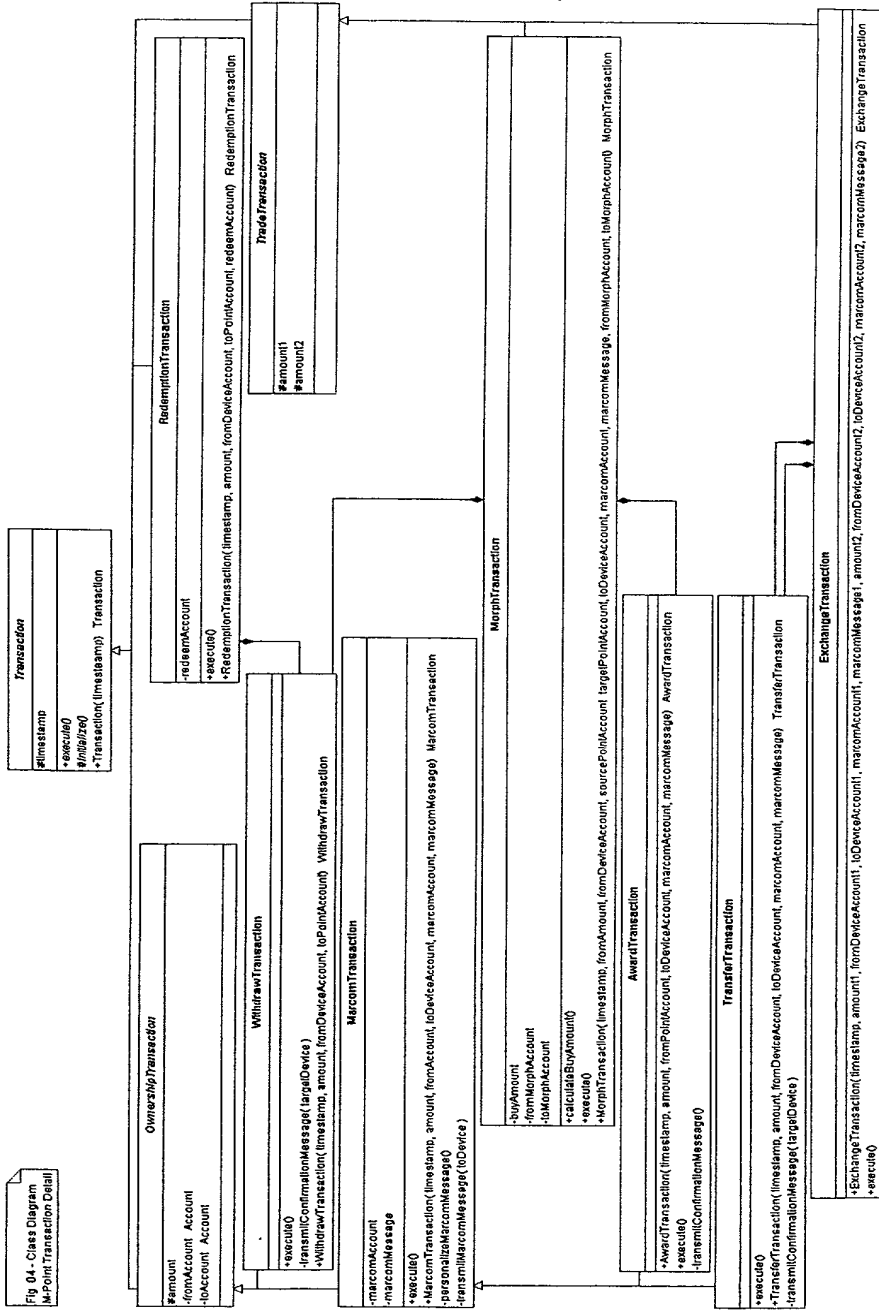 Fig 04 - Class Diagram
M-Point Transaction Detail
Transaction
#timestamp
+execute()
#initialize()
+Transaction( timesteamp) Transaction
OwnershipTransaction
#amount
-fromAccount Account
-toAccount Account
RedemptionTransaction
-redeemAccount
+execute()
+RedemptionTransaction( timestamp, amount, fromDeviceAccount, toPointAccount, redeemAccount) RedemptionTransaction
WithdrawTransaction
+execute()
-transmitConfirmationMessage( targetDevice )
+WithdrawTransaction( timestamp, amount, fromDeviceAccount, toPointAccount) WithdrawTransaction
TradeTransaction
#amount1
#amount2
MarcomTransaction
-marcomAccount
-marcomMessage
+execute()
+MarcomTransaction( timestamp, amount, fromAccount, toDeviceAccount, marcomAccount, marcomMessage) MarcomTransaction
-personalizeMarcomMessage()
-transmitMarcomMessage( toDevice )
MorphTransaction
-buyAmount
-fromMorphAccount
-toMorphAccount
+calculateBuyAmount()
+execute()
+MorphTransaction( timestamp, fromAmount, fromDeviceAccount, sourcePointAccount targetPointAccount, toDeviceAccount, marcomAccount, marcomMessage, fromMorphAccount, toMorphAccount) MorphTransaction
AwardTransaction
+AwardTransaction( timestamp, amount, fromPointAccount, toDeviceAccount, marcomAccount, marcomMessage) AwardTransaction
+execute()
-transmitConfirmationMessage()
TransferTransaction
+execute()
+TransferTransaction( timestamp, amount, fromDeviceAccount, toDeviceAccount, marcomAccount, marcomMessage) TransferTransaction
-transmitConfirmationMessage( targetDevice )
ExchangeTransaction
+ExchangeTransaction( timestamp, amount1, fromDeviceAccount1, toDeviceAccount1, marcomAccount1, marcomMessage1, amount2, fromDeviceAccount2, toDeviceAccount2, marcomAccount2, marcomMessage2) ExchangeTransaction
+execute()